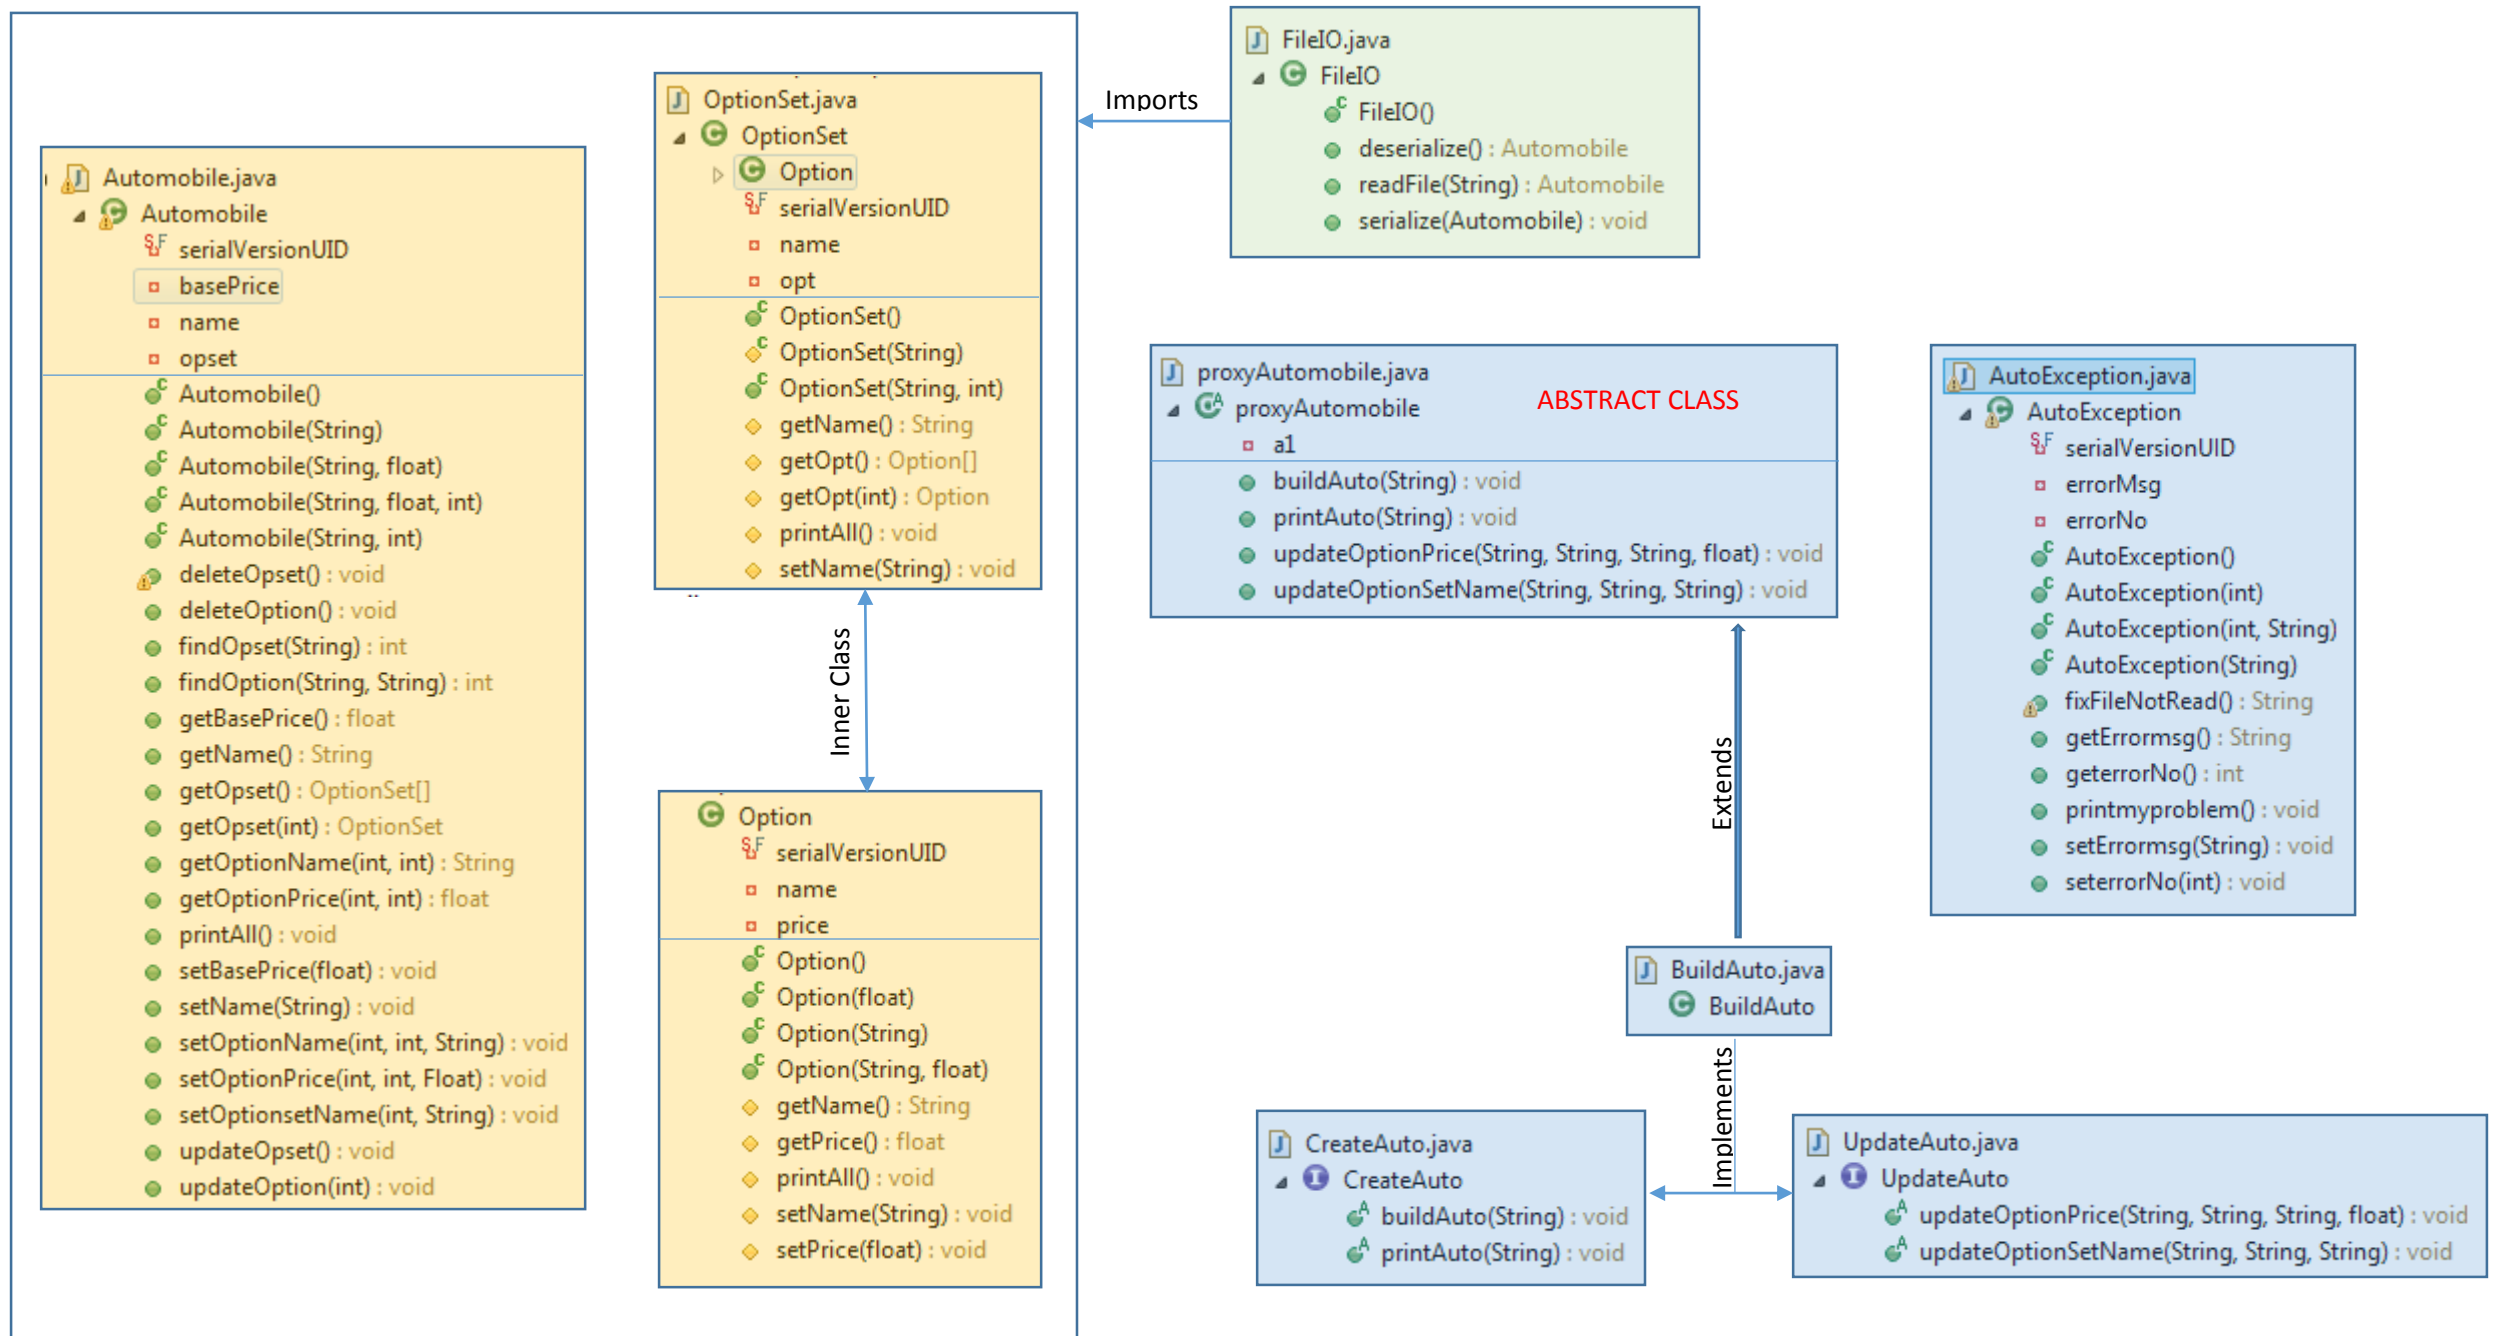 Automobile.java
Automobile
serialVersionUID
basePrice
name
opset
Automobile()
Automobile(String)
Automobile(String, float)
Automobile(String, float, int)
Automobile(String, int)
deleteOpset() : void
deleteOption() : void
findOpset(String) : int
findOption(String, String) : int
getBasePrice() : float
getName() : String
getOpset() : OptionSet[]
getOpset(int) : OptionSet
getOptionName(int, int) : String
getOptionPrice(int, int) : float
printAll() : void
setBasePrice(float) : void
setName(String) : void
setOptionName(int, int, String) : void
setOptionPrice(int, int, Float) : void
setOptionsetName(int, String) : void
updateOpset() : void
updateOption(int) : void
OptionSet.java
OptionSet
Option
serialVersionUID
name
opt
OptionSet()
OptionSet(String)
OptionSet(String, int)
getName() : String
getOpt() : Option[]
getOpt(int) : Option
printAll() : void
setName(String) : void
Inner Class
Option
serialVersionUID
name
price
Option()
Option(float)
Option(String)
Option(String, float)
getName() : String
getPrice() : float
printAll() : void
setName(String) : void
setPrice(float) : void
Imports
FileIO.java
FileIO
FileIO()
deserialize() : Automobile
readFile(String) : Automobile
serialize(Automobile) : void
proxyAutomobile.java
proxyAutomobile
ABSTRACT CLASS
a1
buildAuto(String) : void
printAuto(String) : void
updateOptionPrice(String, String, String, float) : void
updateOptionSetName(String, String, String) : void
AutoException.java
AutoException
serialVersionUID
errorMsg
errorNo
AutoException()
AutoException(int)
AutoException(int, String)
AutoException(String)
fixFileNotRead() : String
getErrormsg() : String
geterrorNo() : int
printmyproblem() : void
setErrormsg(String) : void
seterrorNo(int) : void
Extends
BuildAuto.java
BuildAuto
Implements
CreateAuto.java
CreateAuto
buildAuto(String) : void
printAuto(String) : void
UpdateAuto.java
UpdateAuto
updateOptionPrice(String, String, String, float) : void
updateOptionSetName(String, String, String) : void